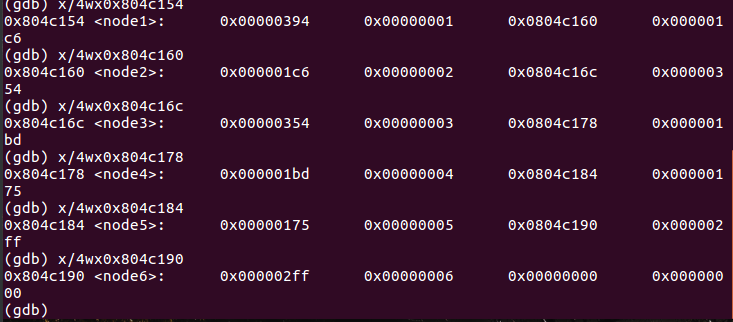 (gdb) x/4wx0x804c154
0x804c154 <node1>:      0x00000394      0x00000001      0x0804c160      0x000001
c6
(gdb) x/4wx0x804c160
0x804c160 <node2>:      0x000001c6      0x00000002      0x0804c16c      0x000003
54
(gdb) x/4wx0x804c16c
0x804c16c <node3>:      0x00000354      0x00000003      0x0804c178      0x000001
bd
(gdb) x/4wx0x804c178
0x804c178 <node4>:      0x000001bd      0x00000004      0x0804c184      0x000001
75
(gdb) x/4wx0x804c184
0x804c184 <node5>:      0x00000175      0x00000005      0x0804c190      0x000002
ff
(gdb) x/4wx0x804c190
0x804c190 <node6>:      0x000002ff      0x00000006      0x00000000      0x000000
00
(gdb)